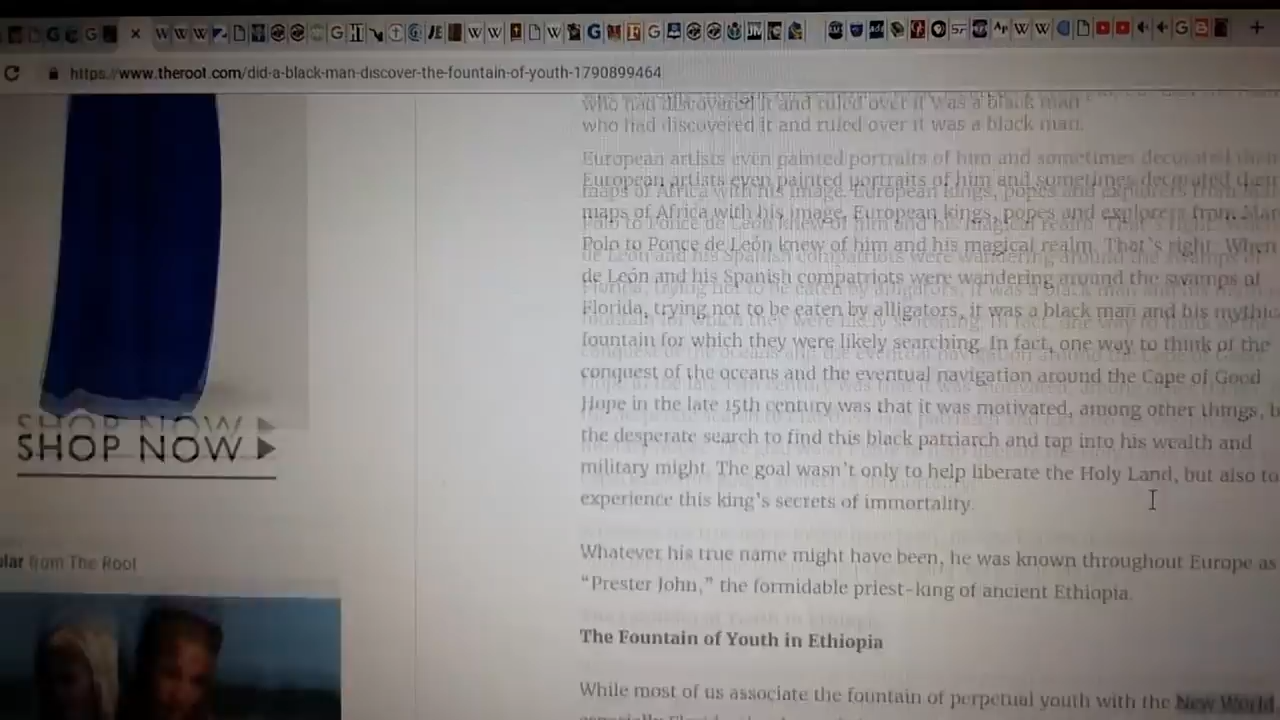 https://www.theroot.com/did-a-black-man-discover-the-fountain-of-youth-1790899464
who had discovered it and ruled over it was a black man.
European artists even painted portraits of him and sometimes decorated their
maps of Africa with his image. European kings, popes and explorers from Mar
Polo to Ponce de León knew of him and his magical realm. That's right. When
de León and his Spanish compatriots were wandering around the swamps of
Florida, trying not to be eaten by alligators, it was a black man and his mythic
fountain for which they were likely searching. In fact, one way to think of the
conquest of the oceans and the eventual navigation around the Cape of Good
Hope in the late 15th century was that it was motivated, among other things, b
the desperate search to find this black patriarch and tap into his wealth and
military might. The goal wasn't only to help liberate the Holy Land, but also to
experience this king's secrets of immortality.
SHOP NOW
Whatever his true name might have been, he was known throughout Europe as
"Prester John," the formidable priest-king of ancient Ethiopia.
lar from The Root
The Fountain of Youth in Ethiopia
While most of us associate the fountain of perpetual youth with the New World,